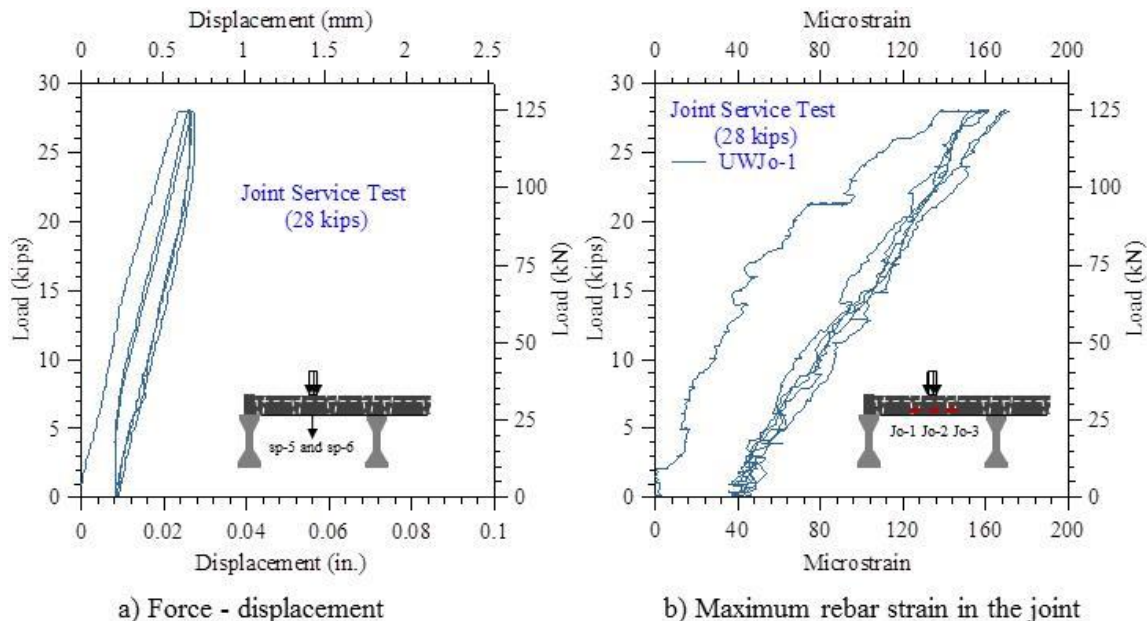 Displacement (mm)
0 0.5 1 1.5 2 2.5
30
25
20
15
10
5
0
Load (kips)
125
100
75
50
25
0
Load (kN)
Joint Service Test
(28 kips)
sp-5 and sp-6
0 0.02 0.04 0.06 0.08 0.1
Displacement (in.)
a) Force - displacement
Microstrain
0 40 80 120 160 200
30
25
20
15
10
5
0
Load (kips)
125
100
75
50
25
0
Load (kN)
Joint Service Test
(28 kips)
UWJo-1
Jo-1 Jo-2 Jo-3
0 40 80 120 160 200
Microstrain
b) Maximum rebar strain in the joint